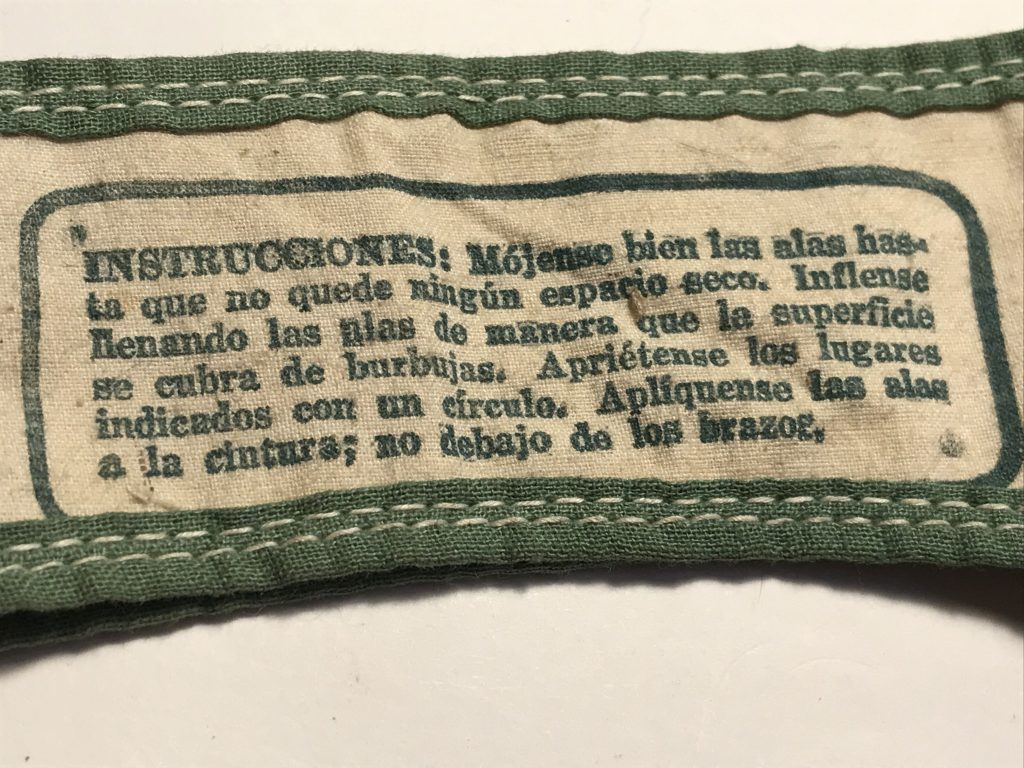 INSTRUCCIONES: Mójense bien las alas has-
ta que no quede ningún espacio seco. Inflense
llenando las alas de manera que la superficie
se cubra de burbujas. Apriétense los lugares
indicados con un círculo. Aplíquense las alas
a la cintura; no debajo de los brazos.